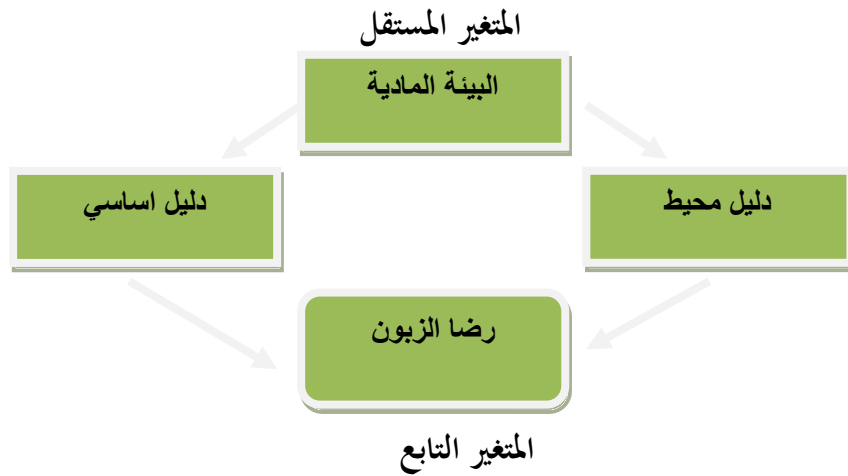 المتغير المستقل
البيئة المادية
دليل محيط
دليل اساسي
رضا الزبون
المتغير التابع